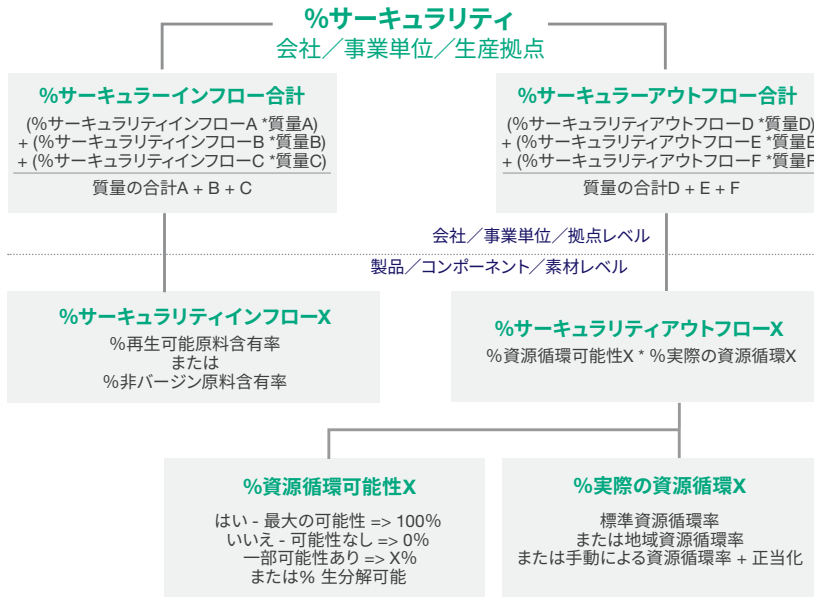 %サーキュラリティ
会社／事業単位／生産拠点
%サーキュラーインフロー合計
(%サーキュラリティインフローA *質量A)
+ (%サーキュラリティインフローB *質量B)
+ (%サーキュラリティインフローC *質量C)
質量の合計A + B + C
%サーキュラーアウトフロー合計
(%サーキュラリティアウトフローD *質量D)
+ (%サーキュラリティアウトフローE *質量E
+ (%サーキュラリティアウトフローF *質量F
質量の合計D + E + F
会社／事業単位／拠点レベル
製品／コンポーネント／素材レベル
%サーキュラリティインフローX
%再生可能原料含有率
または
%非バージン原料含有率
%サーキュラリティアウトフローX
%資源循環可能性X * %実際の資源循環X
%資源循環可能性X
はい - 最大の可能性 => 100%
いいえ - 可能性なし => 0%
一部可能性あり => X%
または% 生分解可能
%実際の資源循環X
標準資源循環率
または地域資源循環率
または手動による資源循環率 + 正当化